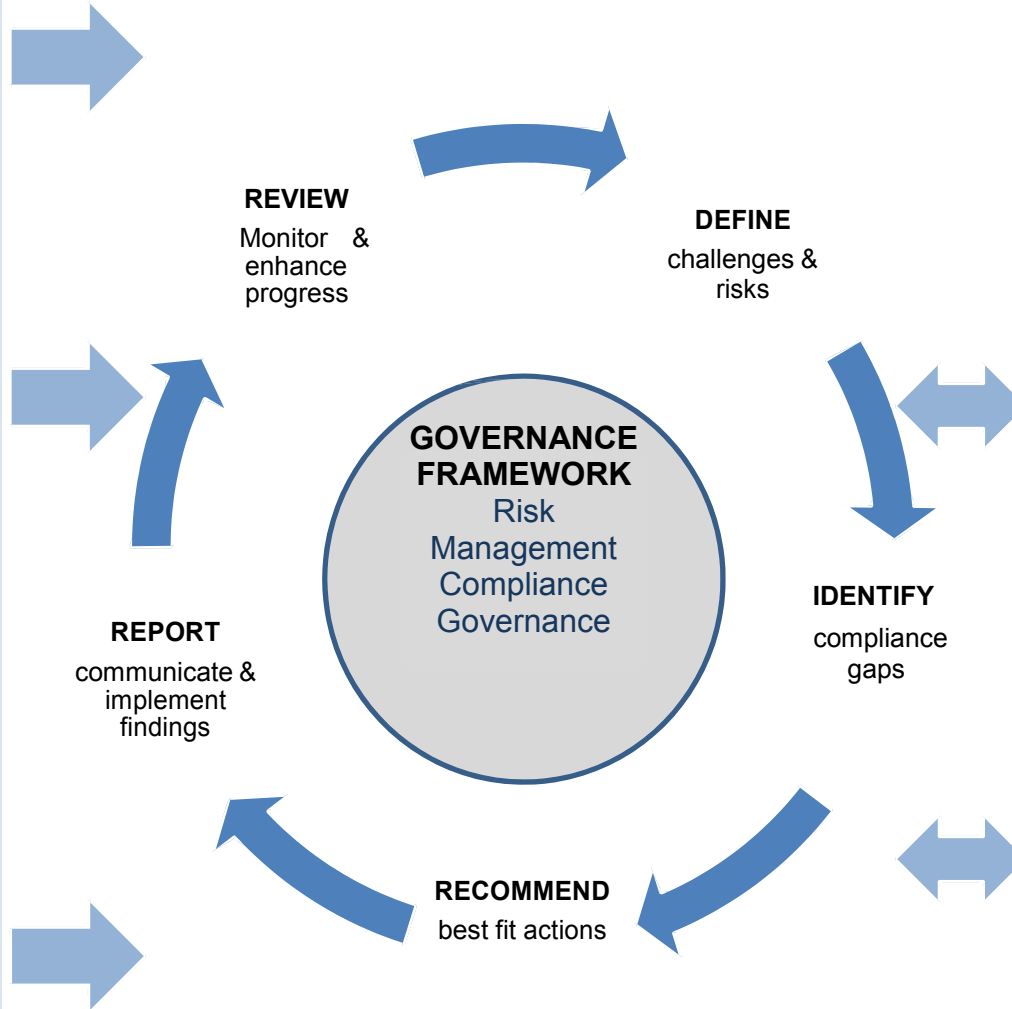 REVIEW
Monitor &
enhance
progress
DEFINE
challenges &
risks
GOVERNANCE
FRAMEWORK
Risk
Management
Compliance
Governance
IDENTIFY
compliance
gaps
REPORT
communicate &
implement
findings
RECOMMEND
best fit actions